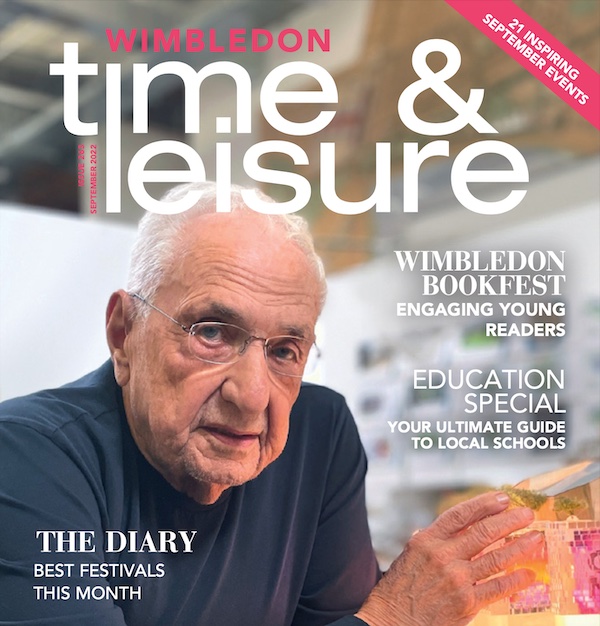 WIMBLEDON
time &
leisure
SEPTEMBER 2022
21 INSPIRING
SEPTEMBER EVENTS
WIMBLEDON
BOOKFEST
ENGAGING YOUNG
READERS
EDUCATION
SPECIAL
YOUR ULTIMATE GUIDE
TO LOCAL SCHOOLS
THE DIARY
BEST FESTIVALS
THIS MONTH